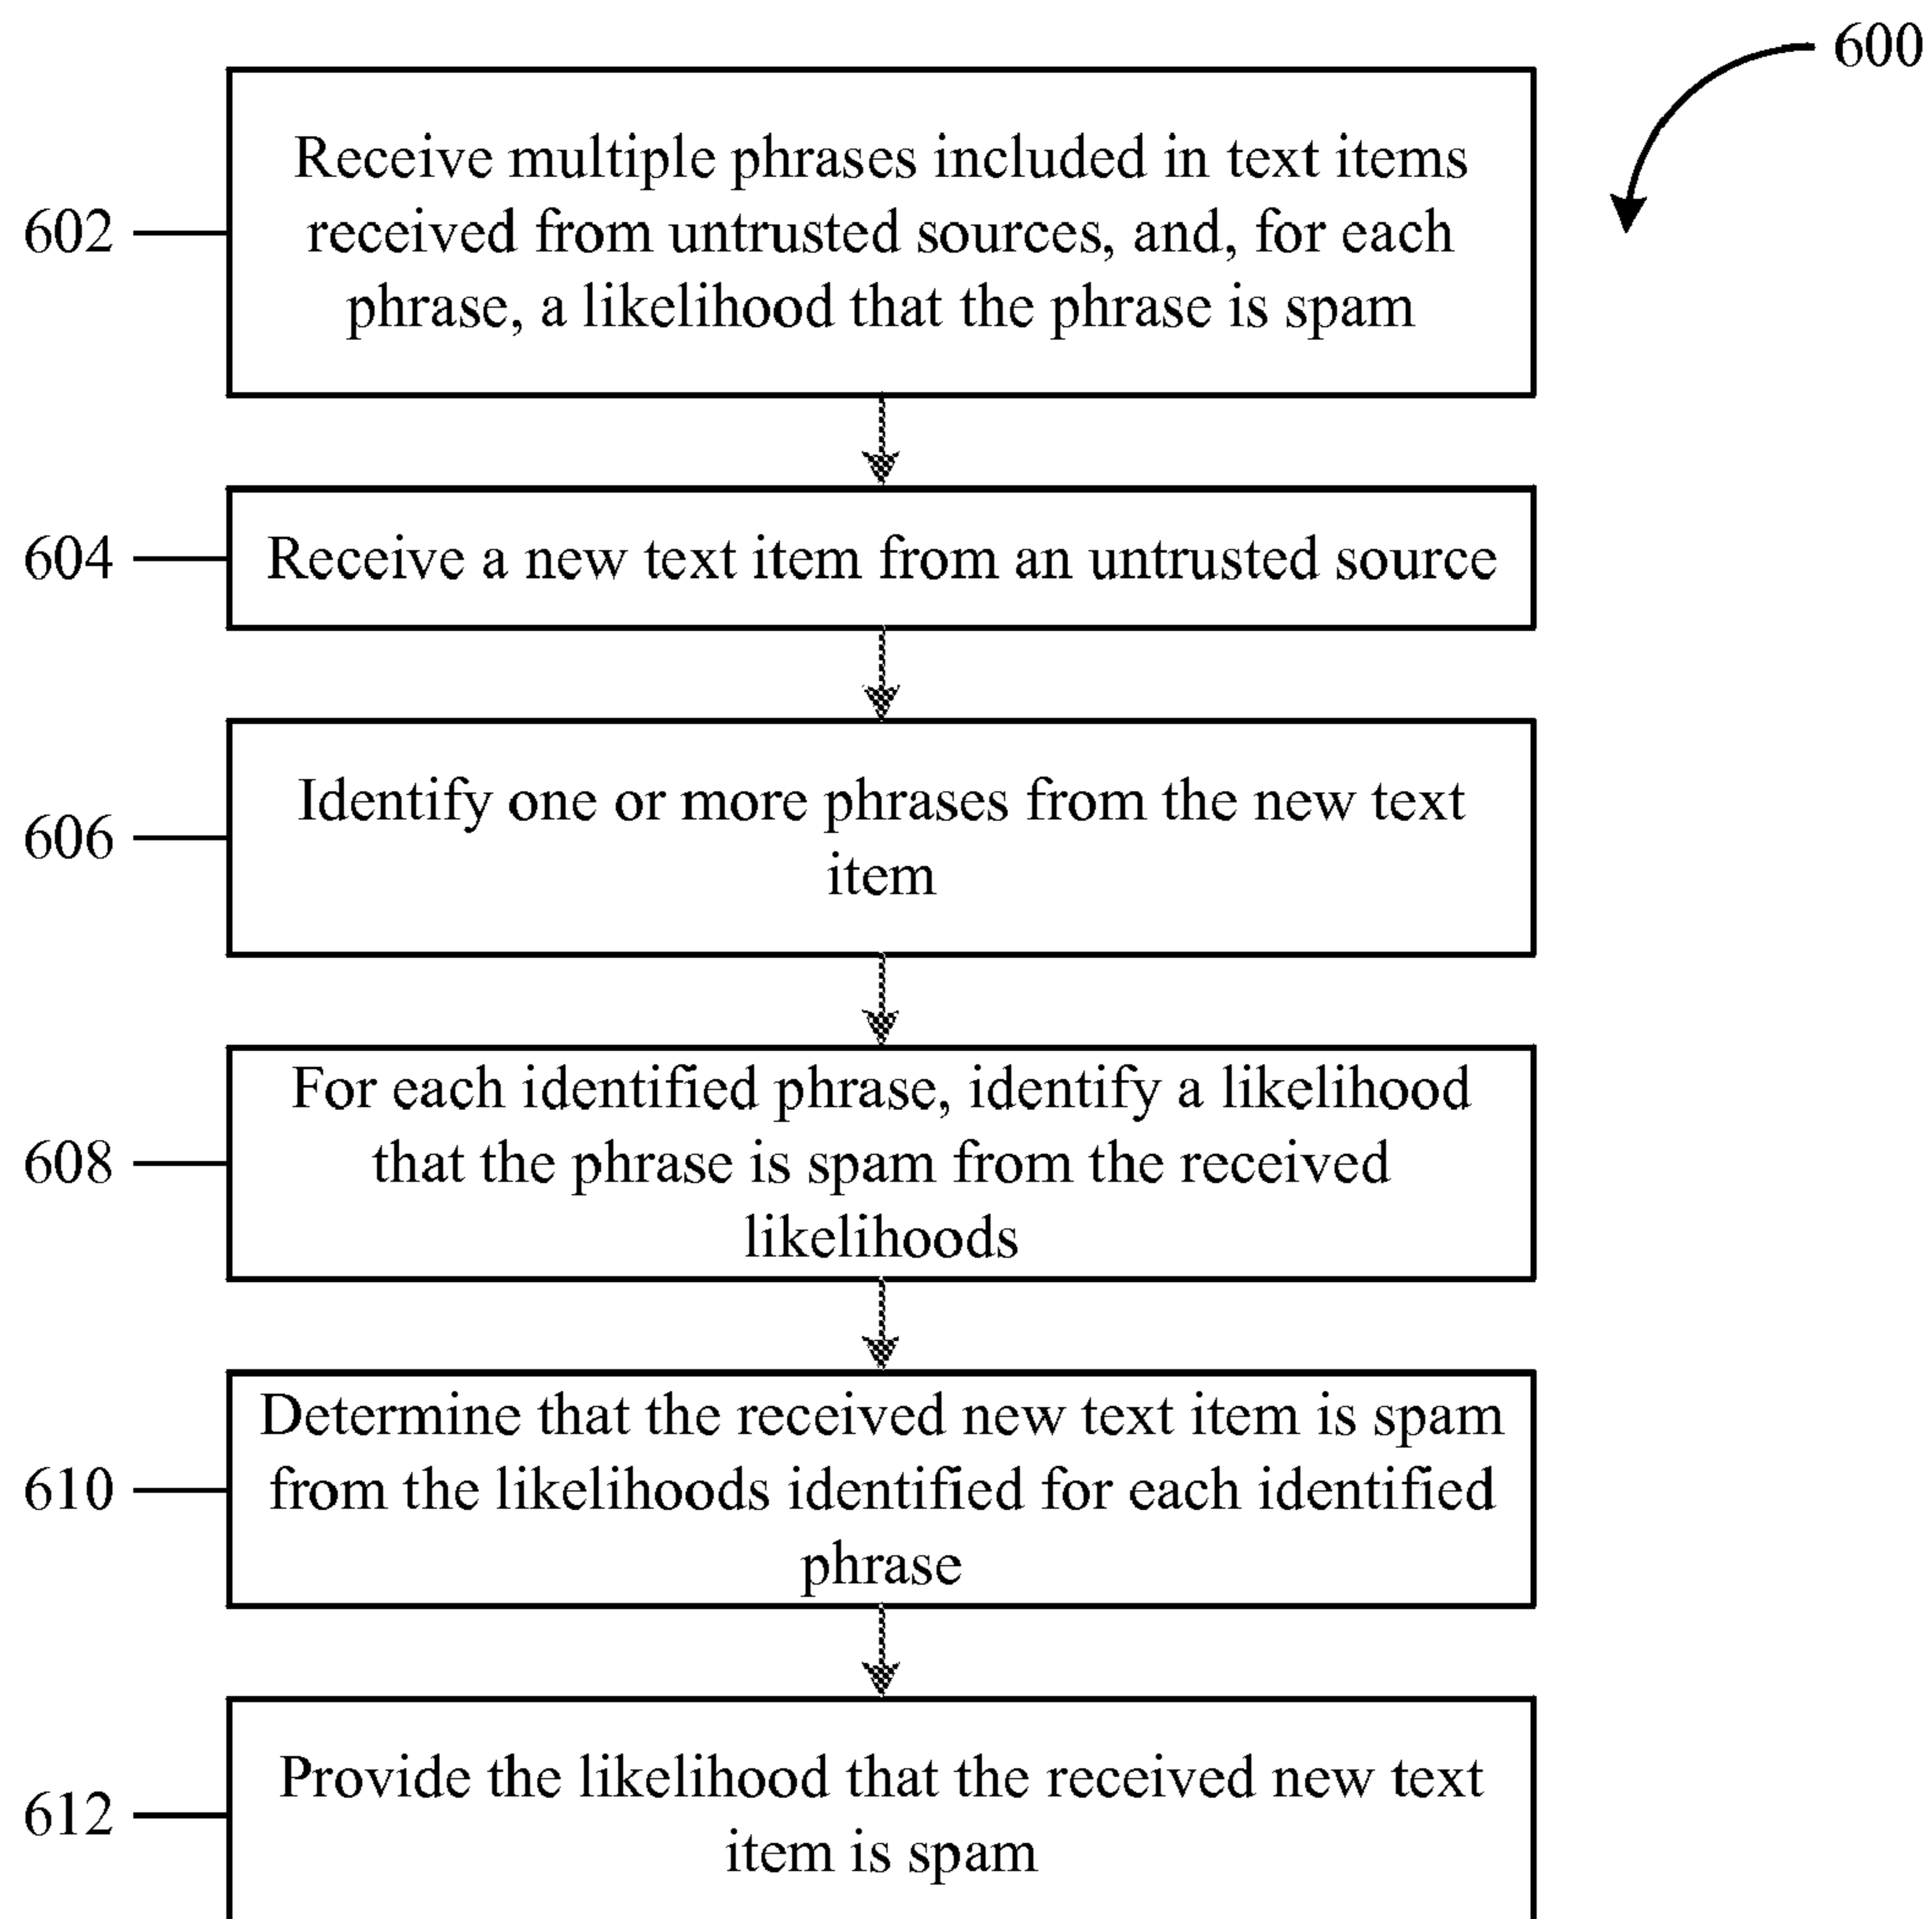 600
602
Receive multiple phrases included in text items
received from untrusted sources, and, for each
phrase, a likelihood that the phrase is spam
604
Receive a new text item from an untrusted source
606
Identify one or more phrases from the new text
item
608
For each identified phrase, identify a likelihood
that the phrase is spam from the received
likelihoods
610
Determine that the received new text item is spam
from the likelihoods identified for each identified
phrase
612
Provide the likelihood that the received new text
item is spam